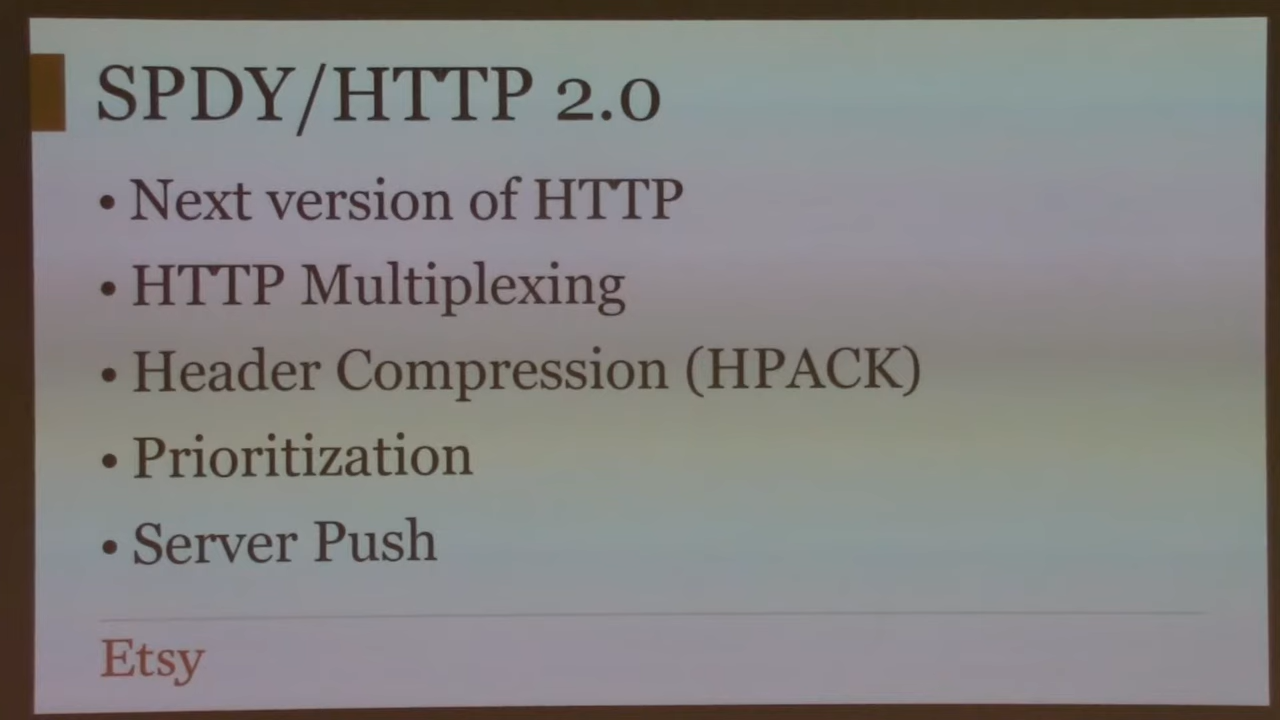 SPDY/HTTP 2.0
• Next version of HTTP
• HTTP Multiplexing
• Header Compression (HPACK)
• Prioritization
• Server Push
Etsy